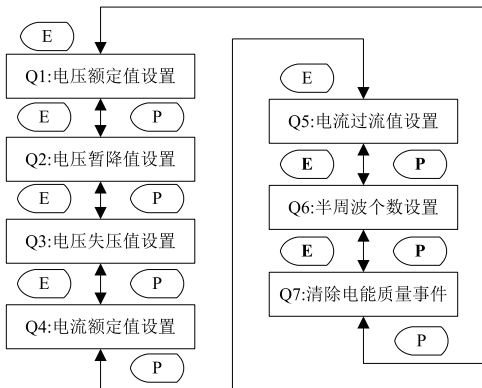 E
Q1:电压额定值设置
E P
Q2:电压暂降值设置
E P
Q3:电压失压值设置
E P
Q4:电流额定值设置
P
E
Q5:电流过流值设置
E P
Q6:半周波个数设置
E P
Q7:清除电能质量事件
P